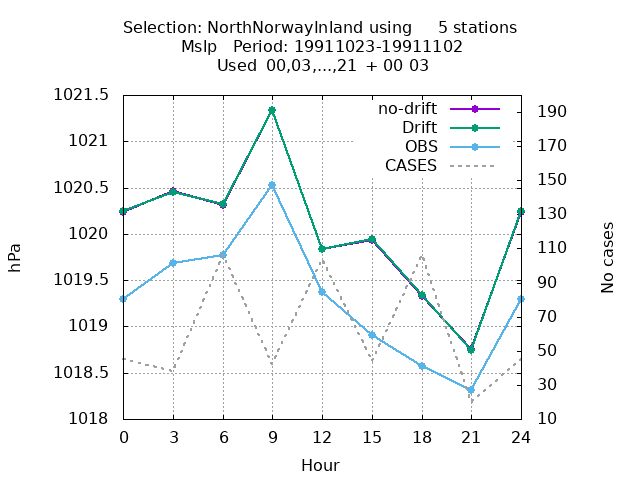 Selection: NorthNorwayInland using     5 stations
Mslp   Period: 19911023-19911102
Used  00,03,...,21  + 00 03
no-drift
Drift
OBS
CASES
1021.5
1021
1020.5
1020
1019.5
1019
1018.5
1018
190
170
150
130
110
90
70
50
30
10
hPa
No cases
0 3 6 9 12 15 18 21 24
Hour